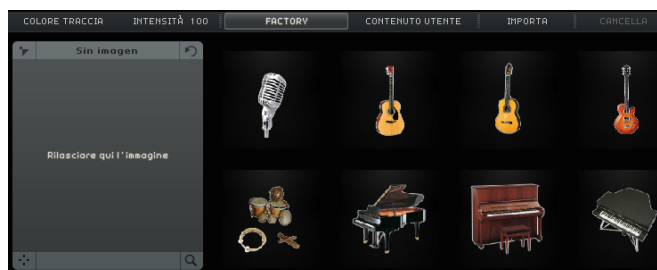 COLORE TRACCIA INTENSITÀ 100 FACTORY CONTENUTO UTENTE IMPORTA CANCELLA
Sin imagen
Rilasciare qui l'immagine